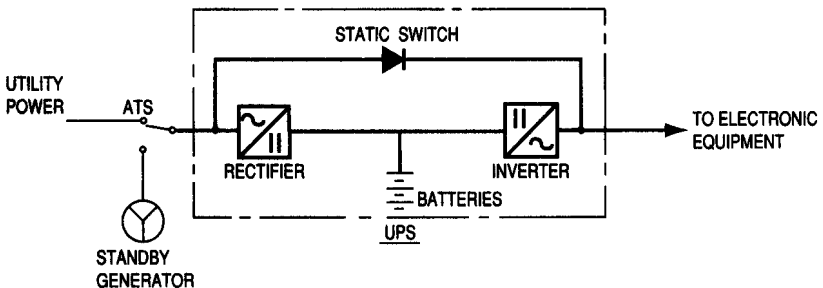 STATIC SWITCH
UTILITY
POWER
ATS
TO ELECTRONIC
EQUIPMENT
RECTIFIER
INVERTER
BATTERIES
UPS
STANDBY
GENERATOR